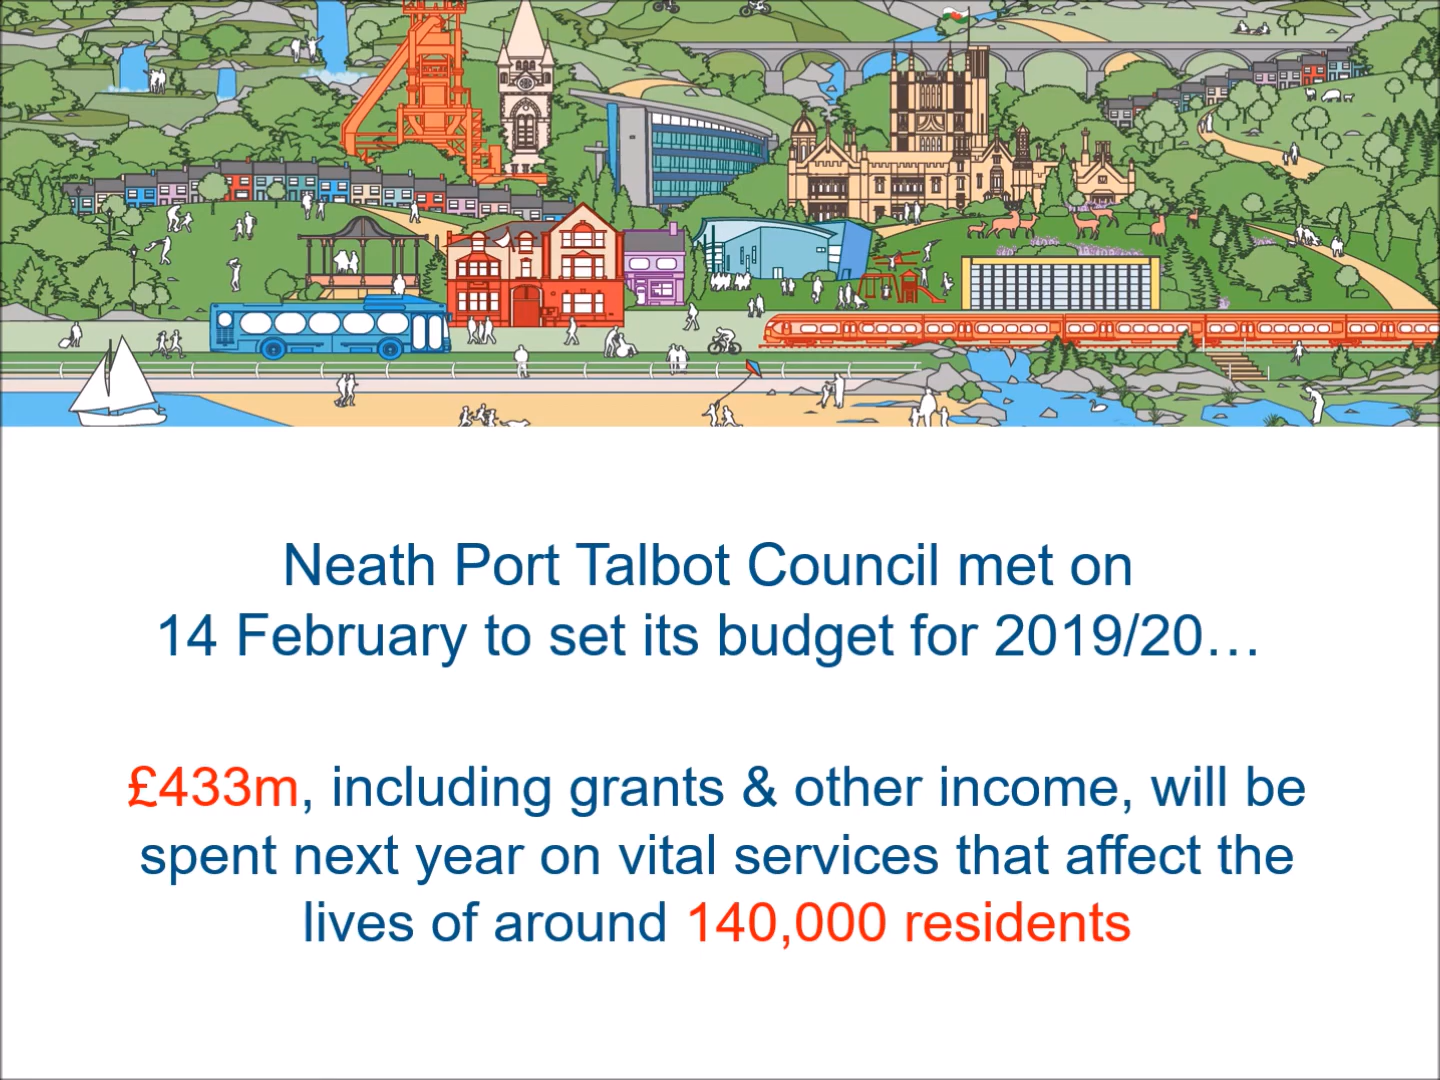 Neath Port Talbot Council met on
14 February to set its budget for 2019/20…
£433m, including grants & other income, will be
spent next year on vital services that affect the
lives of around 140,000 residents